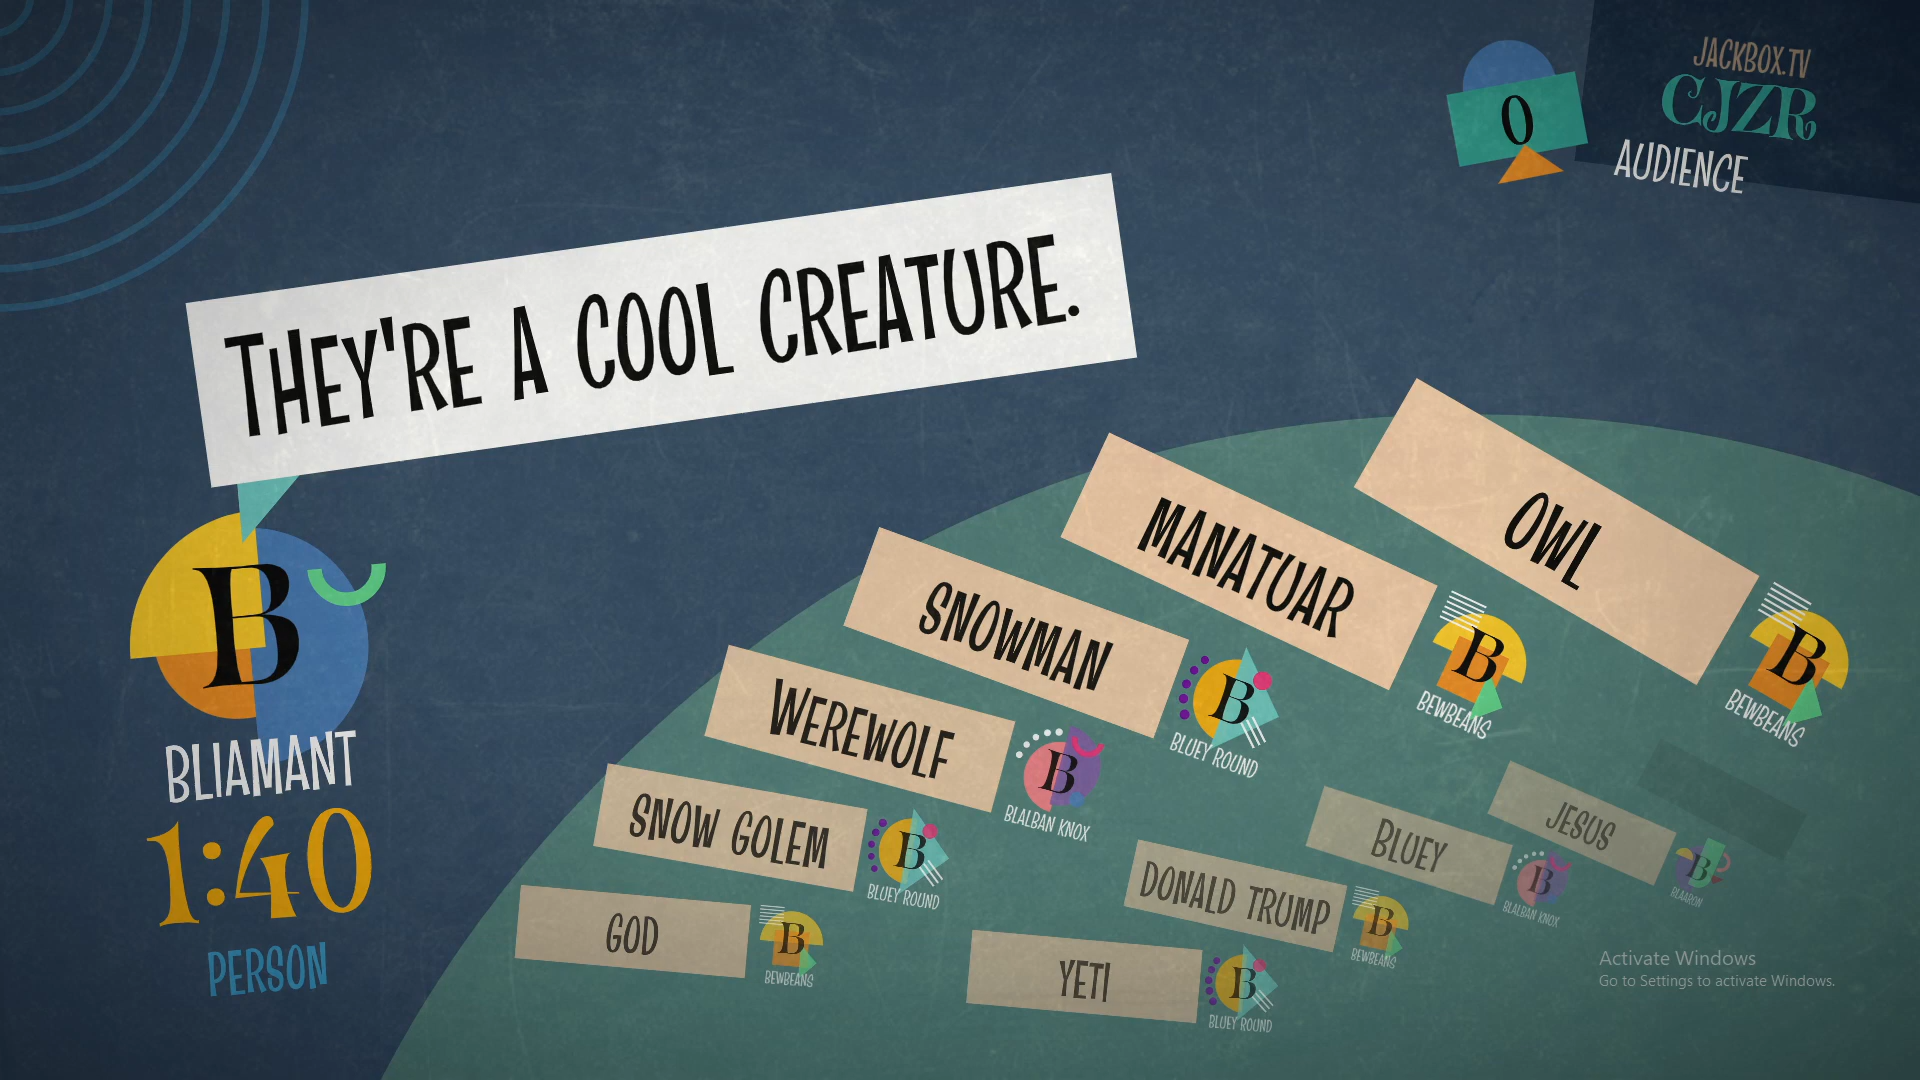 JACKBOX.TV
CJZR
0
AUDIENCE
THEY'RE A COOL CREATURE.
B
BLIAMANT
1:40
PERSON
OWL
B
BEWBEANS
MANATUAR
B
BEWBEANS
SNOWMAN
B
BLUEY ROUND
WEREWOLF
B
BLALBAN KNOX
SNOW GOLEM
B
BLUEY ROUND
GOD
B
BEWBEANS
JESUS
B
BLAARON
BLUEY
B
BLALBAN KNOX
DONALD TRUMP
B
BEWBEANS
YETI
B
BLUEY ROUND
Activate Windows
Go to Settings to activate Windows.